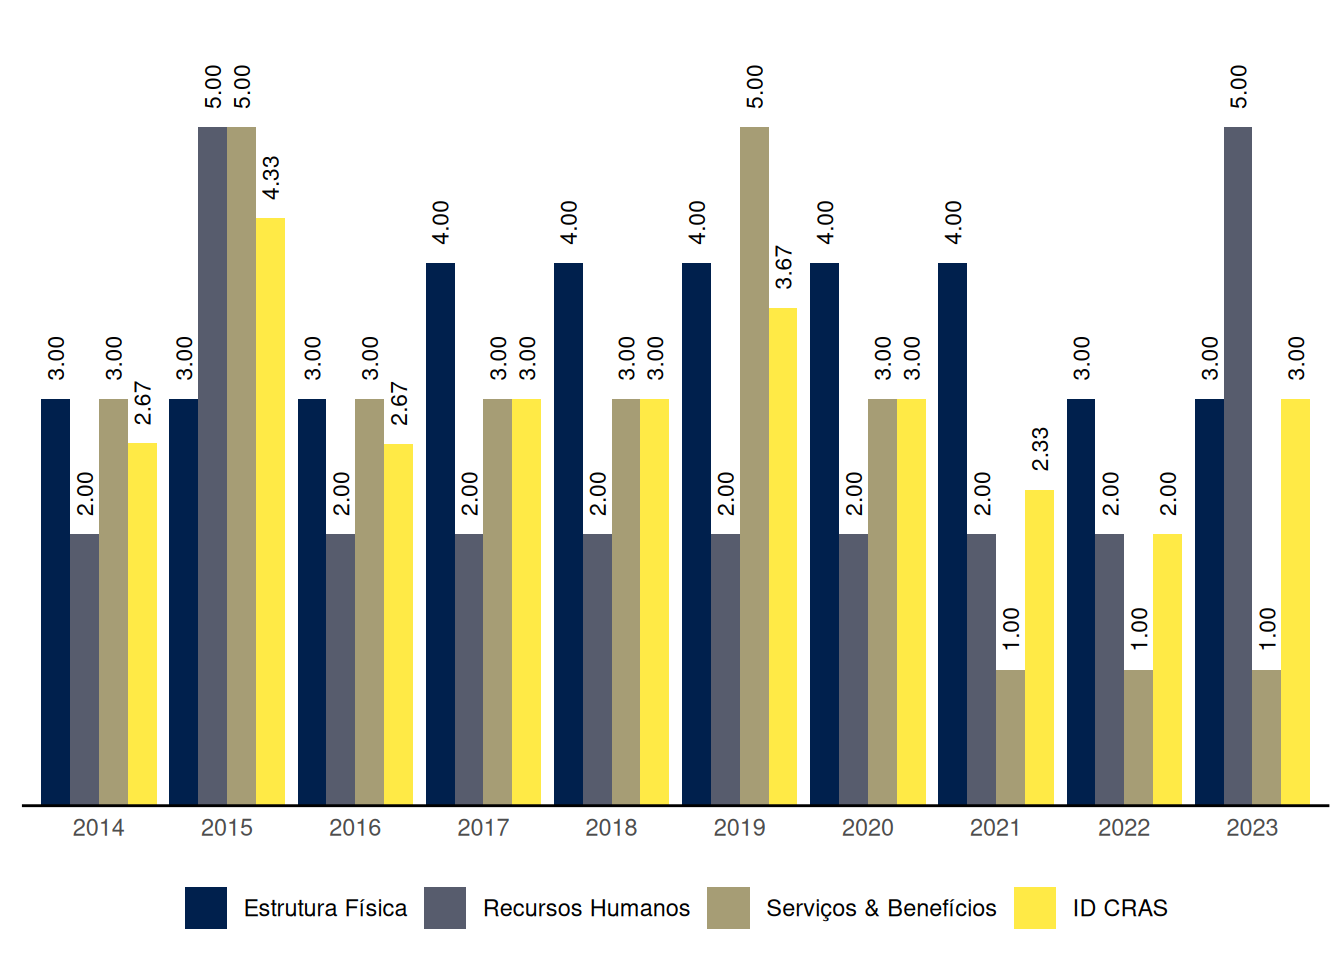 5.00 5.00 5.00 5.00
4.33
4.00 4.00 4.00 4.00 4.00
3.67
3.00 3.00 3.00 3.00 3.00 3.00 3.00 3.00 3.00 3.00 3.00 3.00 3.00 3.00
2.67 2.67
2.33
2.00 2.00 2.00 2.00 2.00 2.00 2.00 2.00 2.00
1.00 1.00 1.00
2014 2015 2016 2017 2018 2019 2020 2021 2022 2023
Estrutura Física Recursos Humanos Serviços & Benefícios ID CRAS